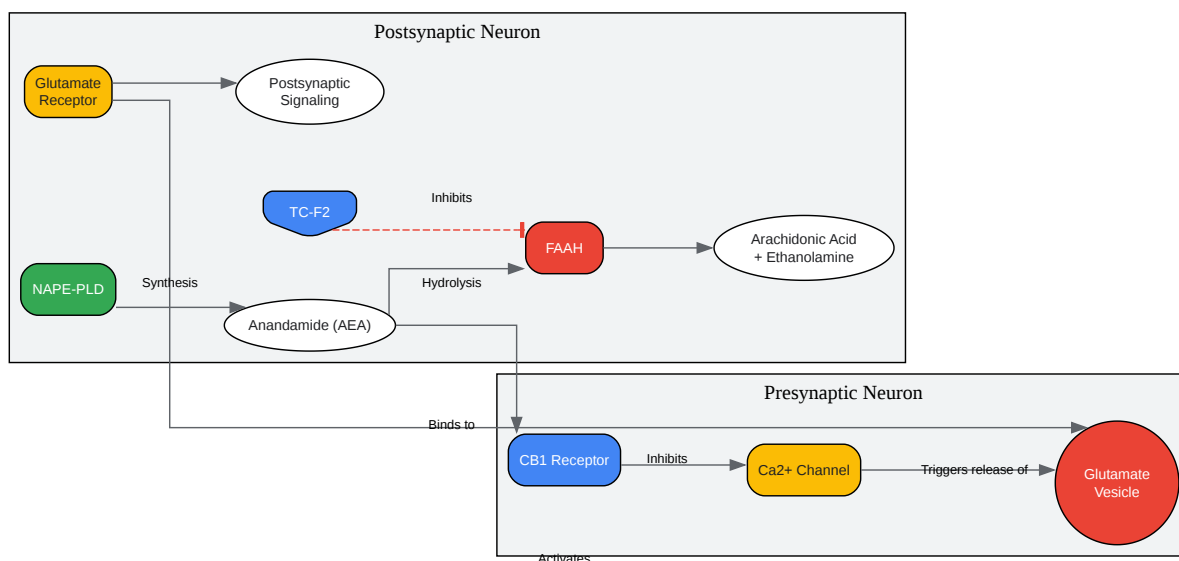 Postsynaptic Neuron
Glutamate
Receptor
Postsynaptic
Signaling
TC-F2
Inhibits
FAAH
Arachidonic Acid
+ Ethanolamine
NAPE-PLD
Synthesis
Hydrolysis
Anandamide (AEA)
Presynaptic Neuron
Binds to
CB1 Receptor
Inhibits
Ca2+ Channel
Triggers release of
Glutamate
Vesicle
Activates